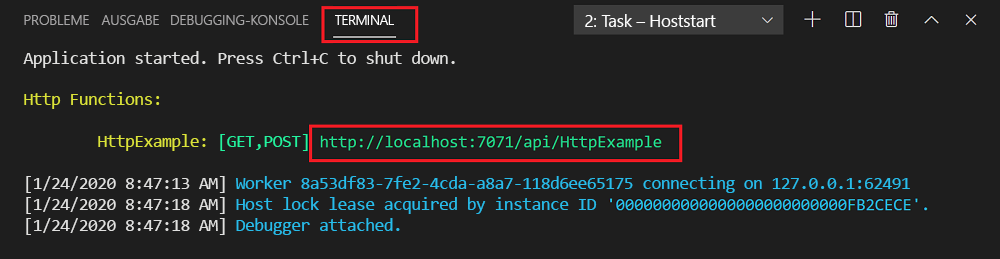 PROBLEME AUSGABE DEBUGGING-KONSOLE TERMINAL 2: Task – Hoststart
Application started. Press Ctrl+C to shut down.
Http Functions:
HttpExample: [GET,POST] http://localhost:7071/api/HttpExample
[1/24/2020 8:47:13 AM] Worker 8a53df83-7fe2-4cda-a8a7-118d6ee65175 connecting on 127.0.0.1:62491
[1/24/2020 8:47:18 AM] Host lock lease acquired by instance ID '000000000000000000000000FB2CECE'.
[1/24/2020 8:47:18 AM] Debugger attached.